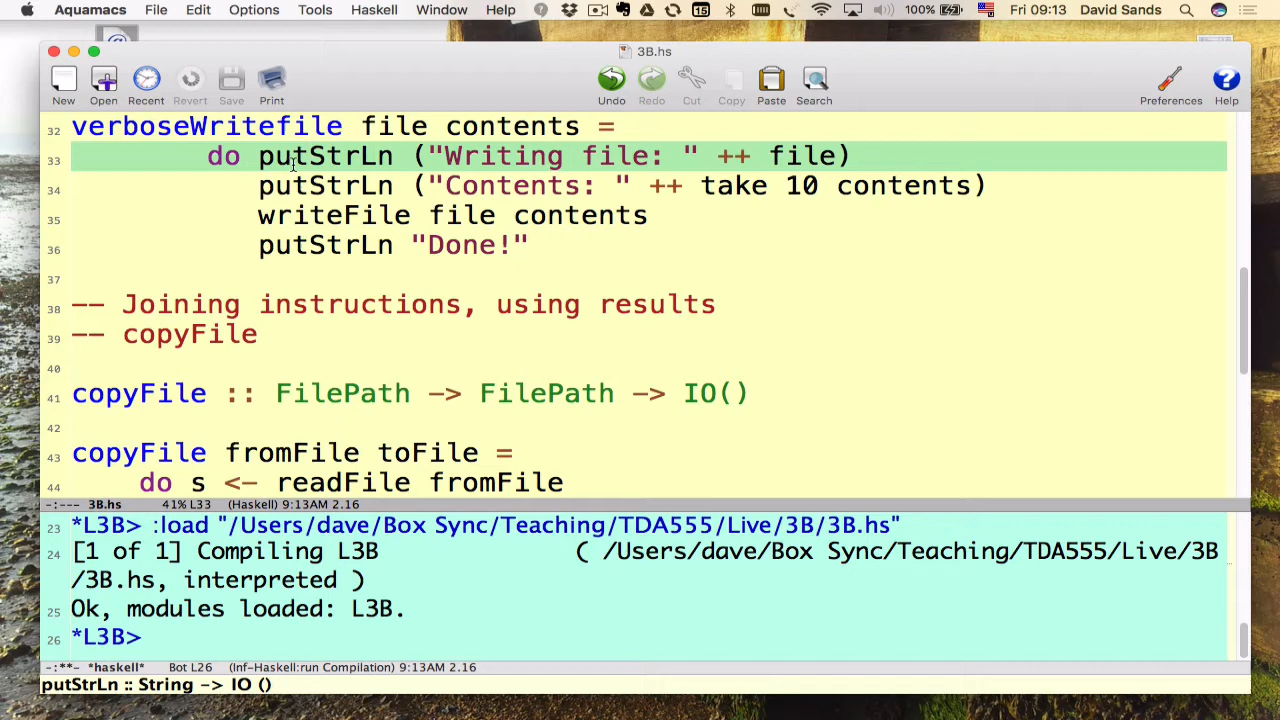 Aquamacs File Edit Options Tools Haskell Window Help 15 100% Fri 09:13 David Sands
3B.hs
New Open Recent Revert Save Print Undo Redo Cut Copy Paste Search Preferences Help
32 verboseWritefile file contents =
33 do putStrLn ("Writing file: " ++ file)
34 putStrLn ("Contents: " ++ take 10 contents)
35 writeFile file contents
36 putStrLn "Done!"
37
38 -- Joining instructions, using results
39 -- copyFile
40
41 copyFile :: FilePath -> FilePath -> IO()
42
43 copyFile fromFile toFile =
44 do s <- readFile fromFile
-:--- 3B.hs 41% L33 (Haskell) 9:13AM 2.16
23 *L3B> :load "/Users/dave/Box Sync/Teaching/TDA555/Live/3B/3B.hs"
24 [1 of 1] Compiling L3B ( /Users/dave/Box Sync/Teaching/TDA555/Live/3B
/3B.hs, interpreted )
25 Ok, modules loaded: L3B.
26 *L3B>
-:**- *haskell* Bot L26 (Inf-Haskell:run Compilation) 9:13AM 2.16
putStrLn :: String -> IO ()